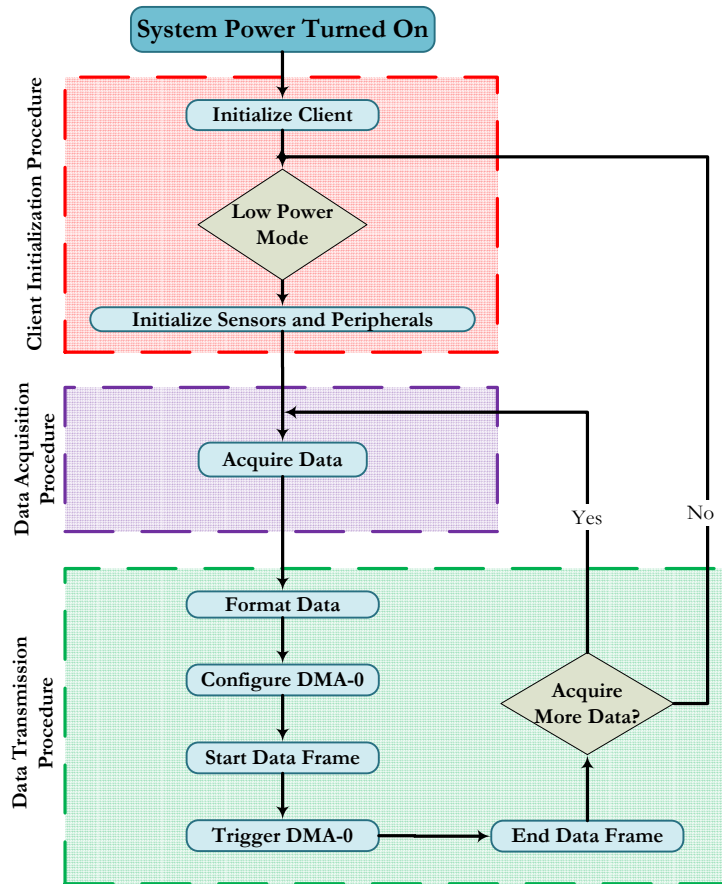 System Power Turned On
Client Initialization Procedure
Initialize Client
Low Power
Mode
Initialize Sensors and Peripherals
Data Acquisition
Procedure
Acquire Data
Yes
No
Data Transmission
Procedure
Format Data
Configure DMA-0
Start Data Frame
Trigger DMA-0
End Data Frame
Acquire
More Data?